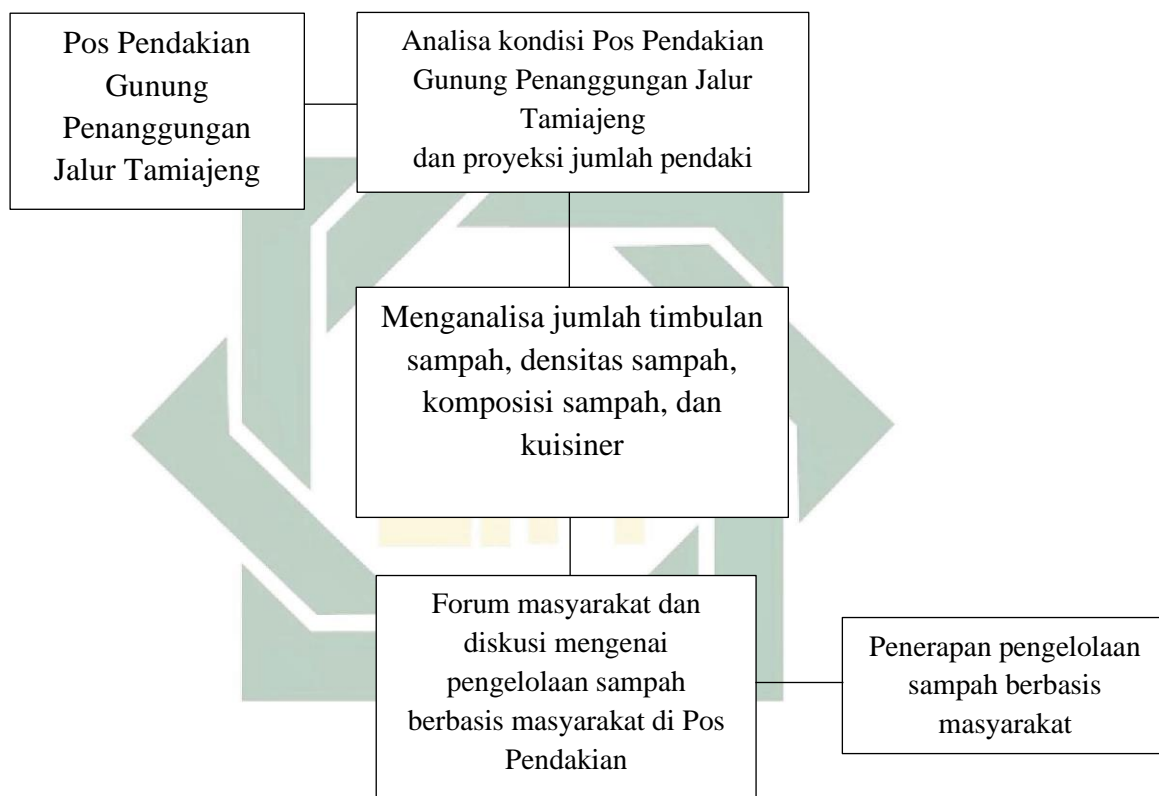 Pos Pendakian
Gunung
Penanggungan
Jalur Tamiajeng
Analisa kondisi Pos Pendakian
Gunung Penanggungan Jalur
Tamiajeng
dan proyeksi jumlah pendaki
Menganalisa jumlah timbulan
sampah, densitas sampah,
komposisi sampah, dan
kuisiner
Forum masyarakat dan
diskusi mengenai
pengelolaan sampah
berbasis masyarakat di Pos
Pendakian
Penerapan pengelolaan
sampah berbasis
masyarakat